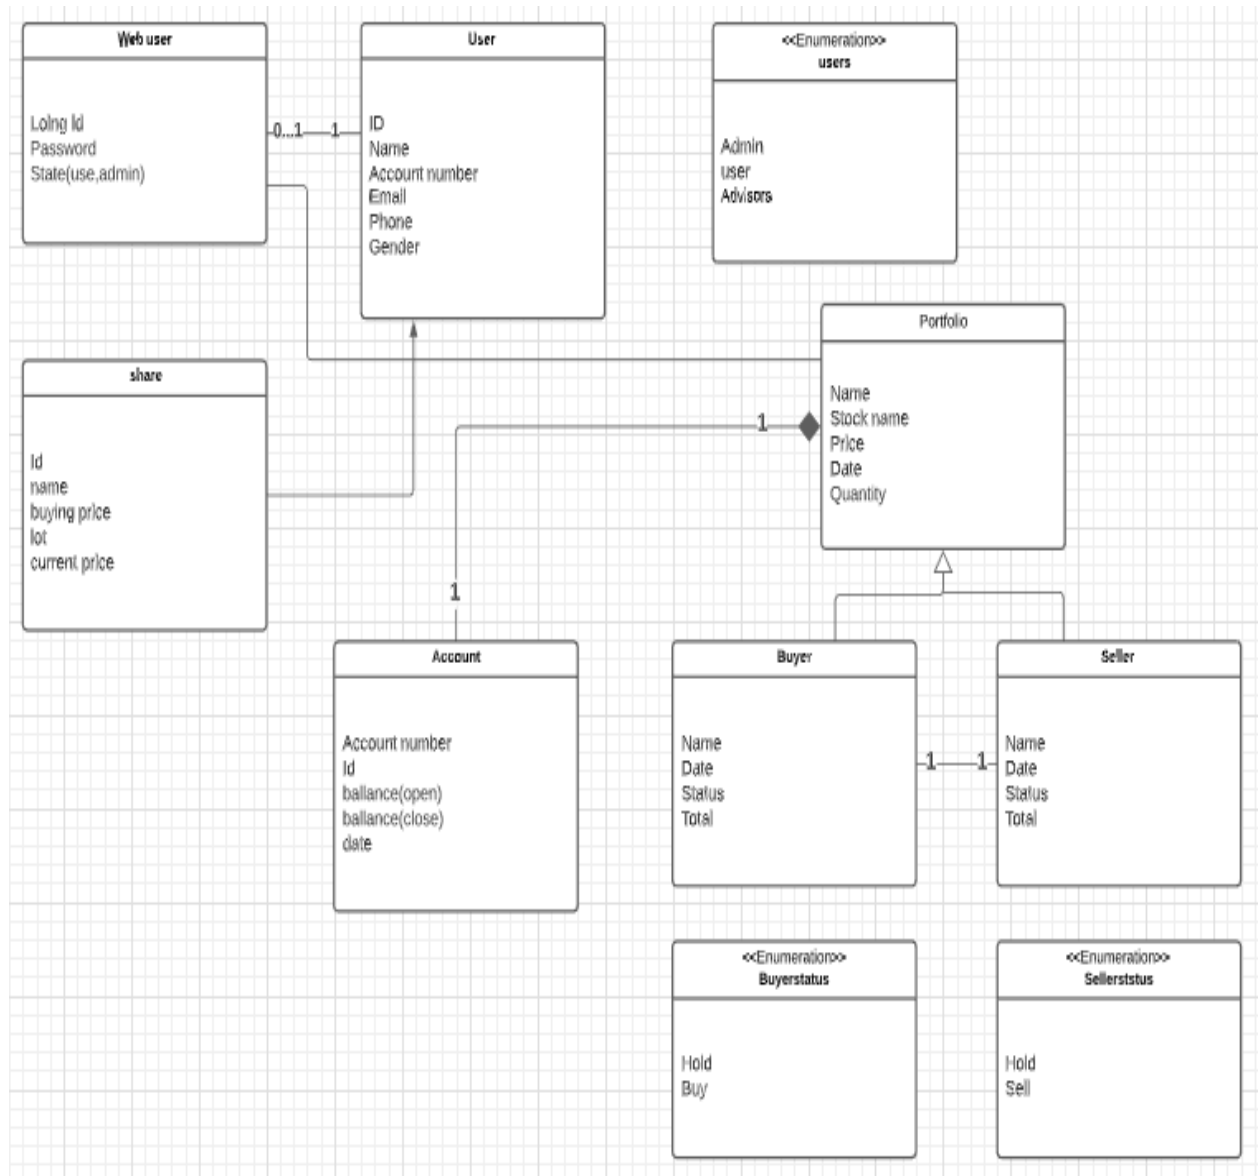 Web user
Loing Id
Password
State(use,admin)
0...1
1
User
ID
Name
Account number
Email
Phone
Gender
<<Enumeration>>
users
Admin
user
Advisors
share
Id
name
buying price
lot
current price
Portfolio
Name
Stock name
Price
Date
Quantity
1
1
Account
Account number
Id
ballance(open)
ballance(close)
date
Buyer
Name
Date
Status
Total
1
1
Seller
Name
Date
Status
Total
<<Enumeration>>
Buyerstatus
Hold
Buy
<<Enumeration>>
Sellerststus
Hold
Sell